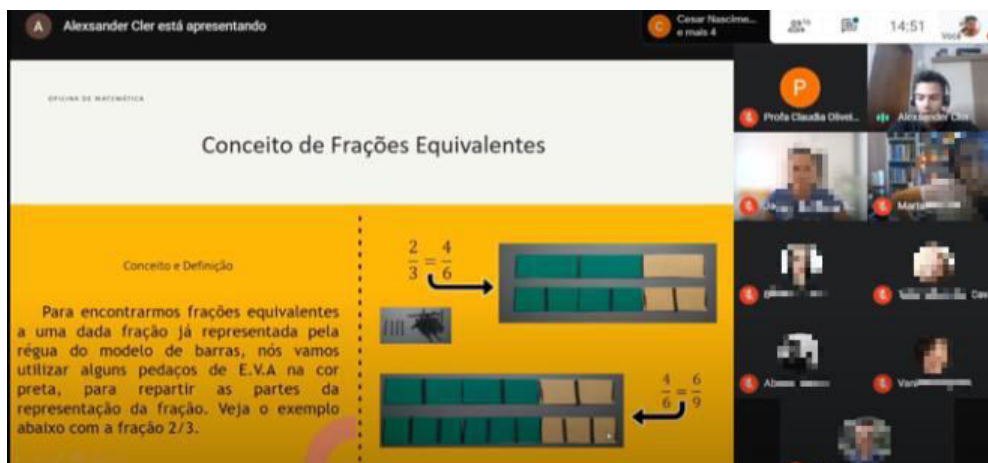 A Alexsander Cler está apresentando
C Cesar Nascime...
e mais 4
14:51
Você
OFICINA DE MATEMÁTICA
Conceito de Frações Equivalentes
Conceito e Definição
Para encontrarmos frações equivalentes
a uma dada fração já representada pela
régua do modelo de barras, nós vamos
utilizar alguns pedaços de E.V.A na cor
preta, para repartir as partes da
representação da fração. Veja o exemplo
abaixo com a fração 2/3.
2/3 = 4/6
4/6 = 6/9
P
Profa Claudia Olivei...
Alexsander Cler
Marta
Vani